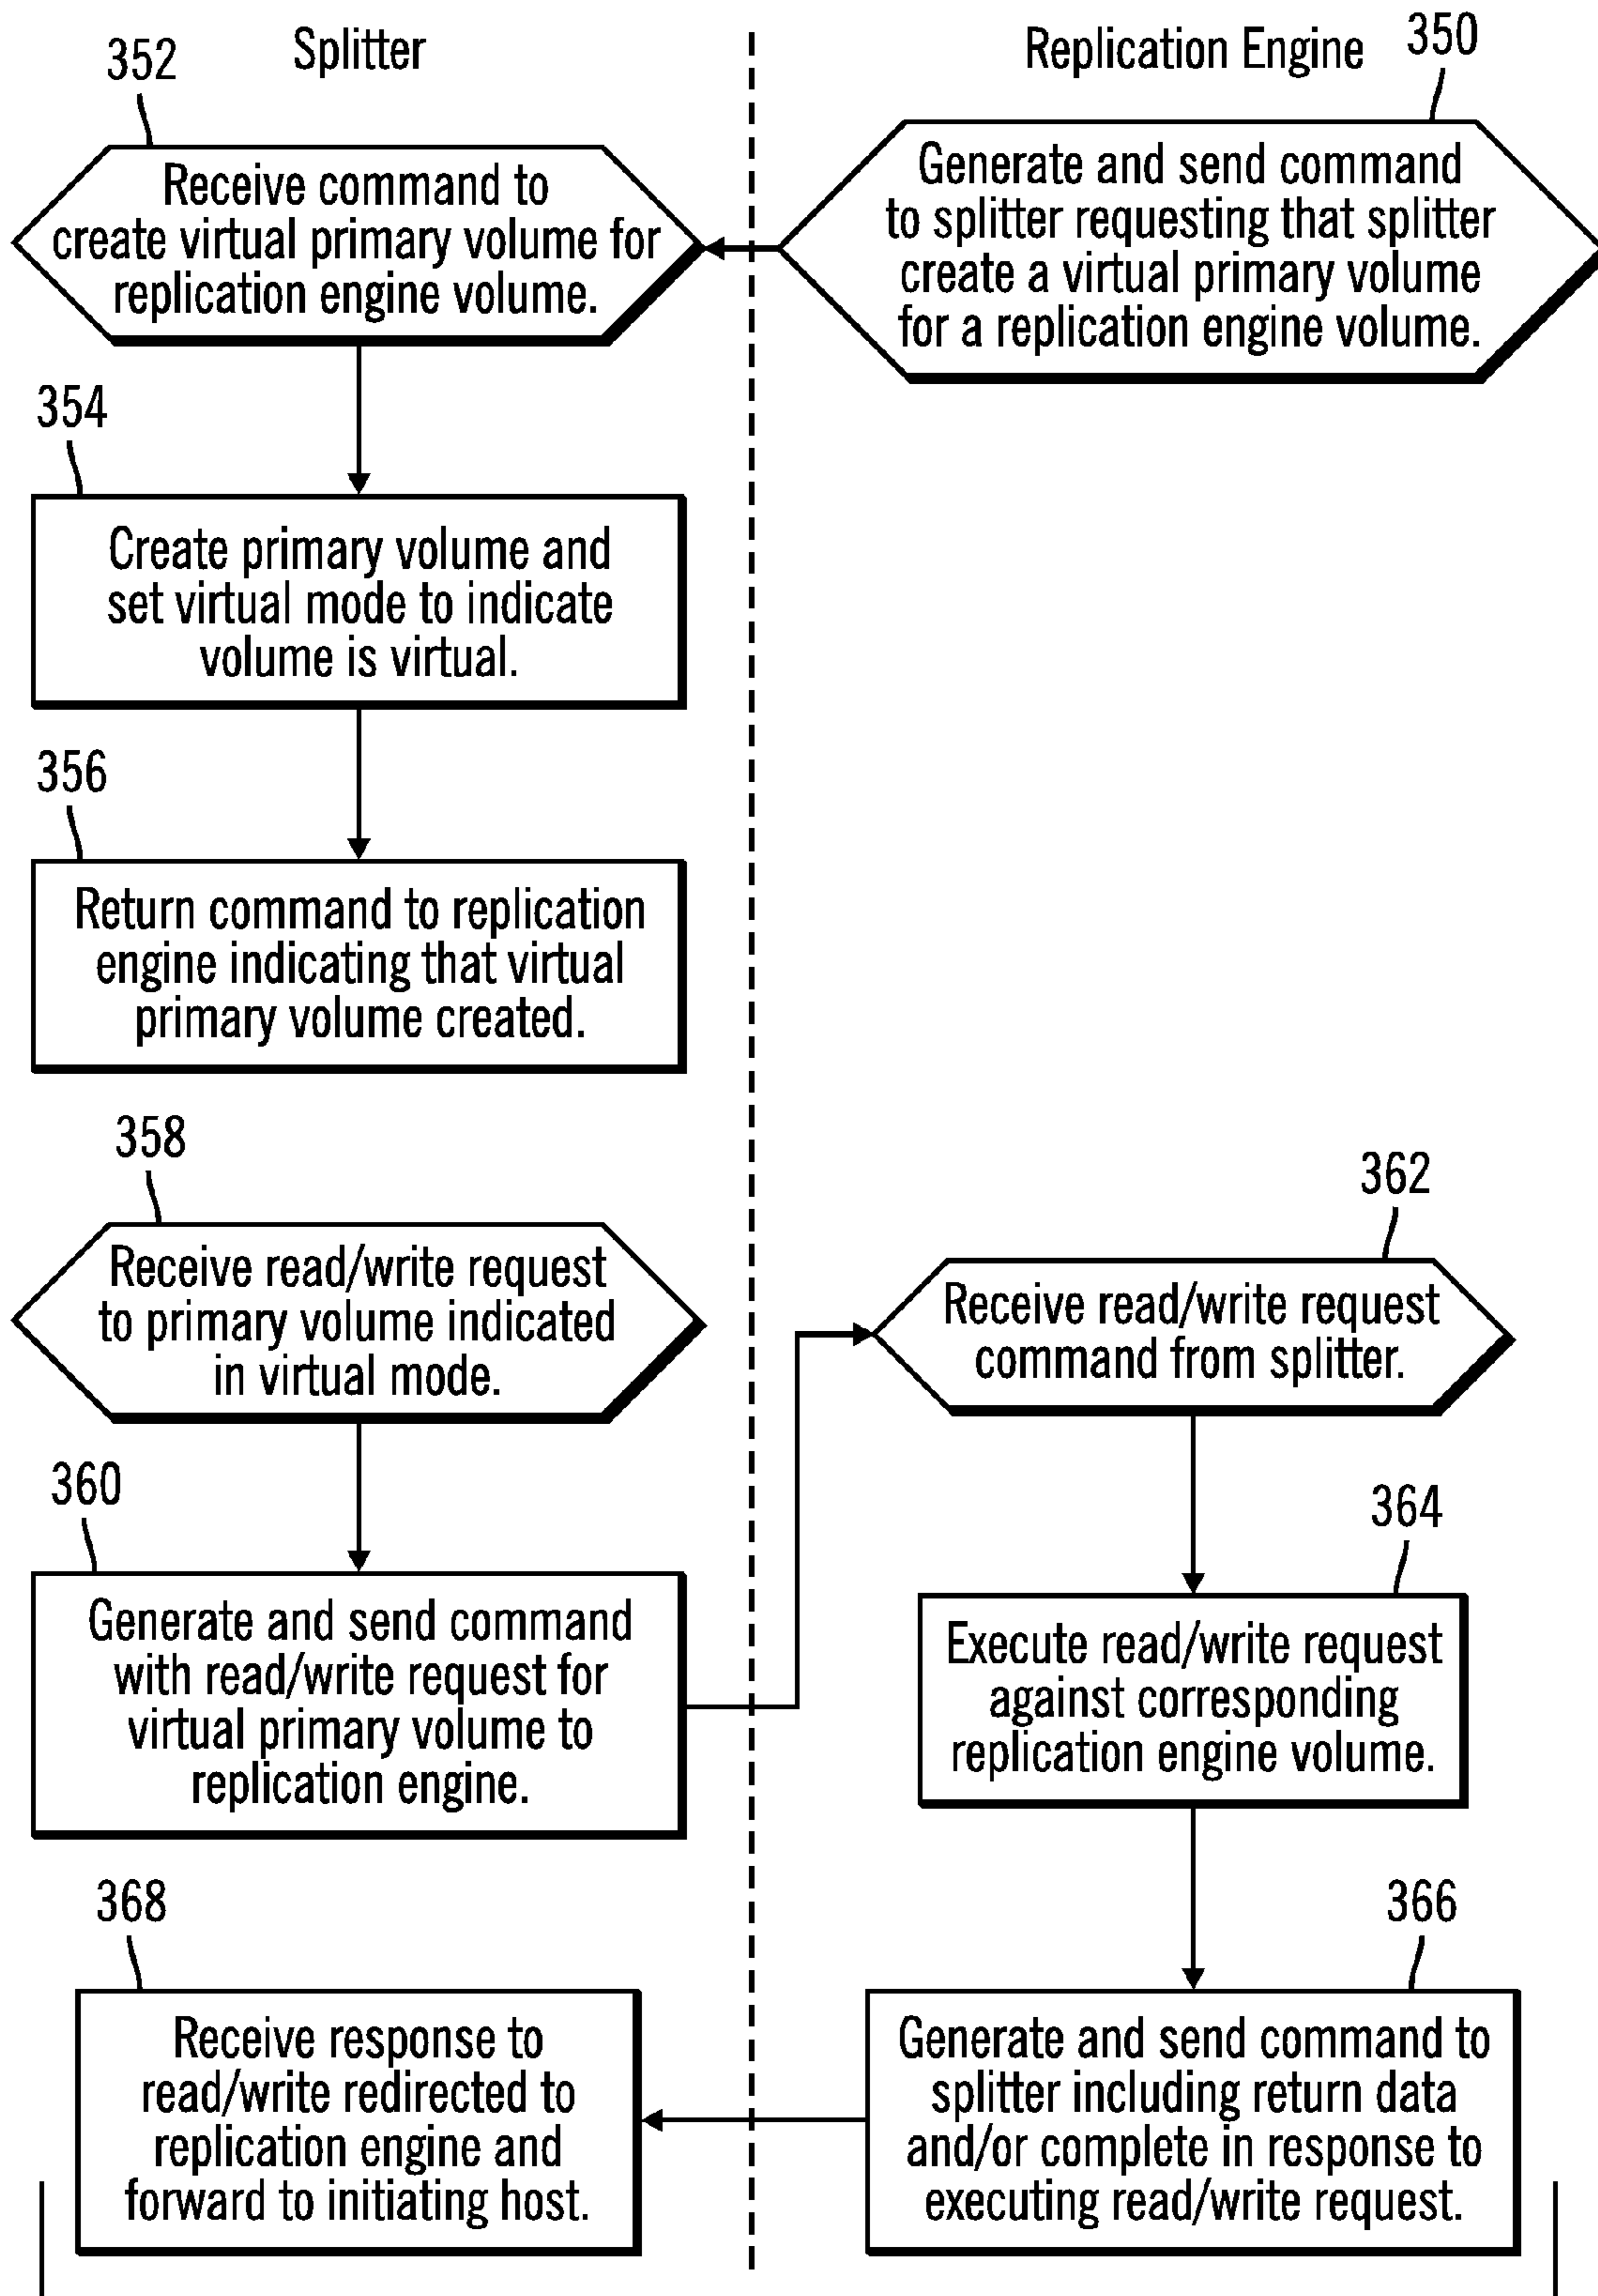 Splitter
Replication Engine
350
352
Generate and send command
to splitter requesting that splitter
create a virtual primary volume
for a replication engine volume.
Receive command to
create virtual primary volume for
replication engine volume.
354
Create primary volume and
set virtual mode to indicate
volume is virtual.
356
Return command to replication
engine indicating that virtual
primary volume created.
358
Receive read/write request
to primary volume indicated
in virtual mode.
360
Generate and send command
with read/write request for
virtual primary volume to
replication engine.
362
Receive read/write request
command from splitter.
364
Execute read/write request
against corresponding
replication engine volume.
366
Generate and send command to
splitter including return data
and/or complete in response to
executing read/write request.
368
Receive response to
read/write redirected to
replication engine and
forward to initiating host.